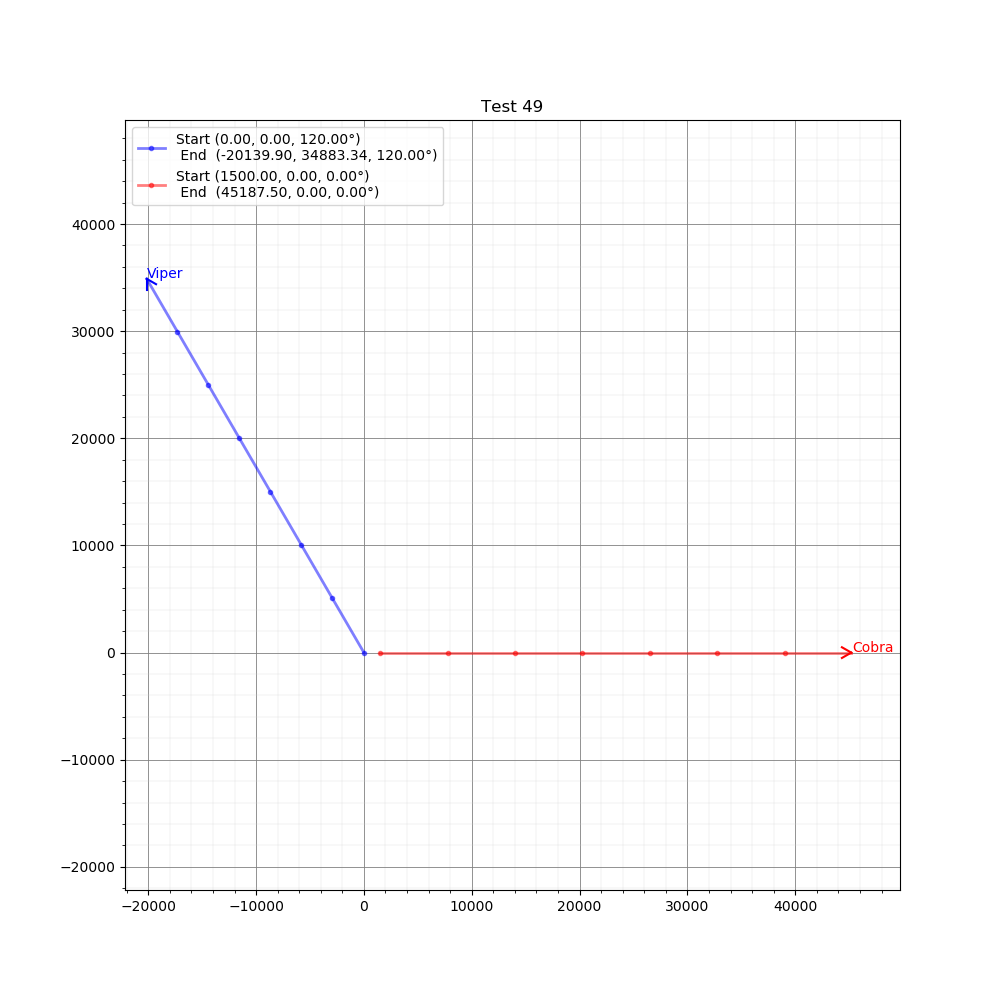 Test 49
Start (0.00, 0.00, 120.00°)
End (-20139.90, 34883.34, 120.00°)
Start (1500.00, 0.00, 0.00°)
End (45187.50, 0.00, 0.00°)
40000
Viper
30000
20000
10000
0
Cobra
−10000
−20000
−20000 −10000 0 10000 20000 30000 40000